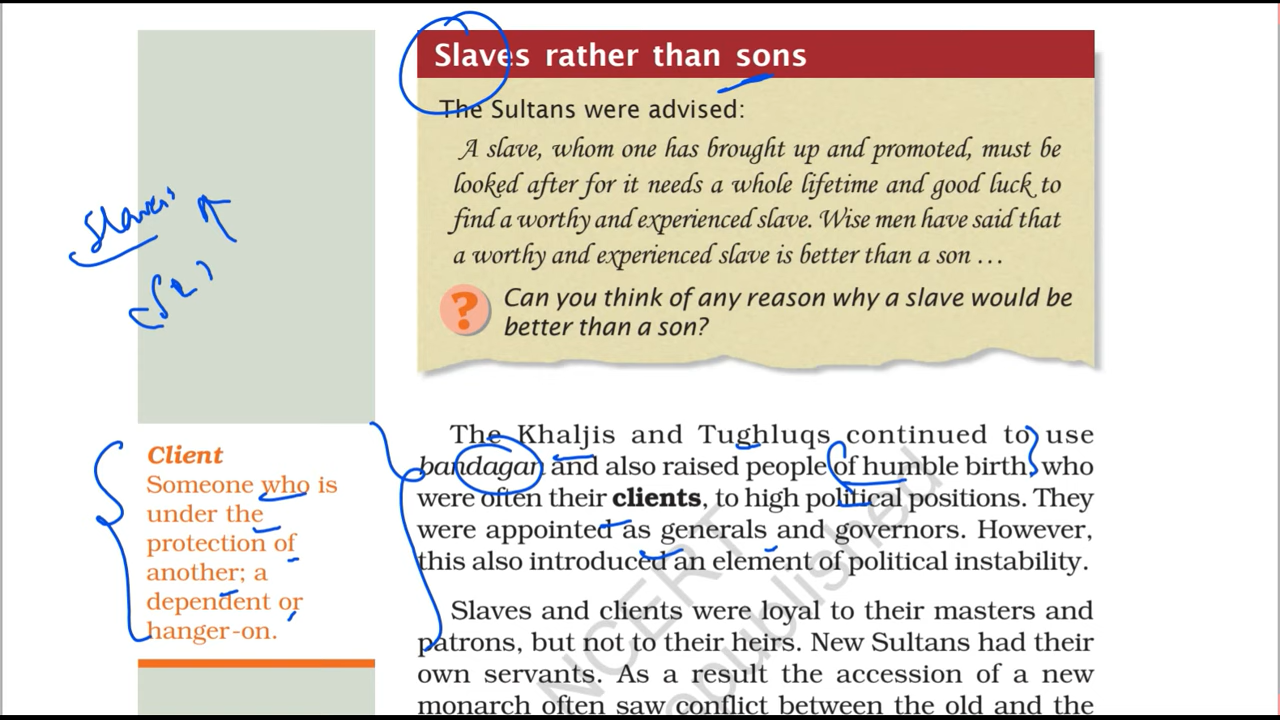 Slaves rather than sons
The Sultans were advised:
A slave, whom one has brought up and promoted, must be
looked after for it needs a whole lifetime and good luck to
find a worthy and experienced slave. Wise men have said that
a worthy and experienced slave is better than a son ...
? Can you think of any reason why a slave would be
better than a son?
Client
Someone who is
under the
protection of
another; a
dependent or
hanger-on.
The Khaljis and Tughluqs continued to use
bandagan and also raised people of humble birth, who
were often their clients, to high political positions. They
were appointed as generals and governors. However,
this also introduced an element of political instability.
Slaves and clients were loyal to their masters and
patrons, but not to their heirs. New Sultans had their
own servants. As a result the accession of a new
monarch often saw conflict between the old and the
NCERT